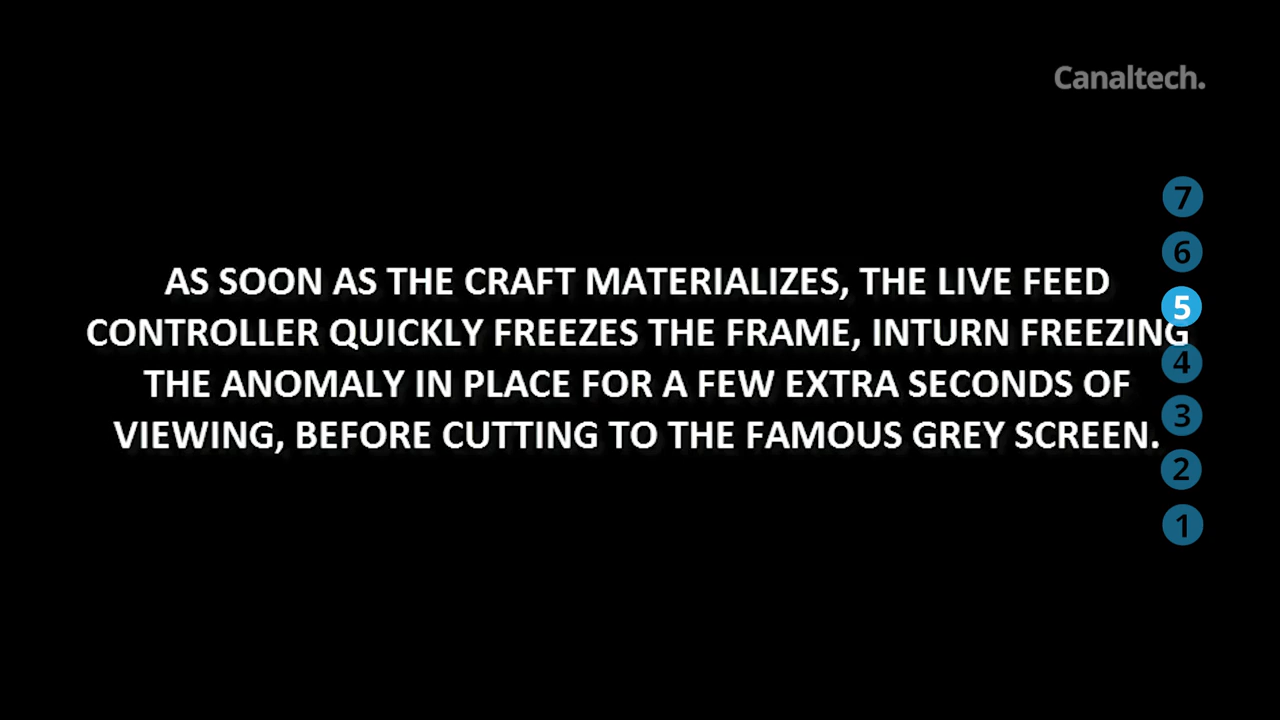 Canaltech.
7
6
AS SOON AS THE CRAFT MATERIALIZES, THE LIVE FEED
5
CONTROLLER QUICKLY FREEZES THE FRAME, INTURN FREEZING
4
THE ANOMALY IN PLACE FOR A FEW EXTRA SECONDS OF
3
VIEWING, BEFORE CUTTING TO THE FAMOUS GREY SCREEN.
2
1